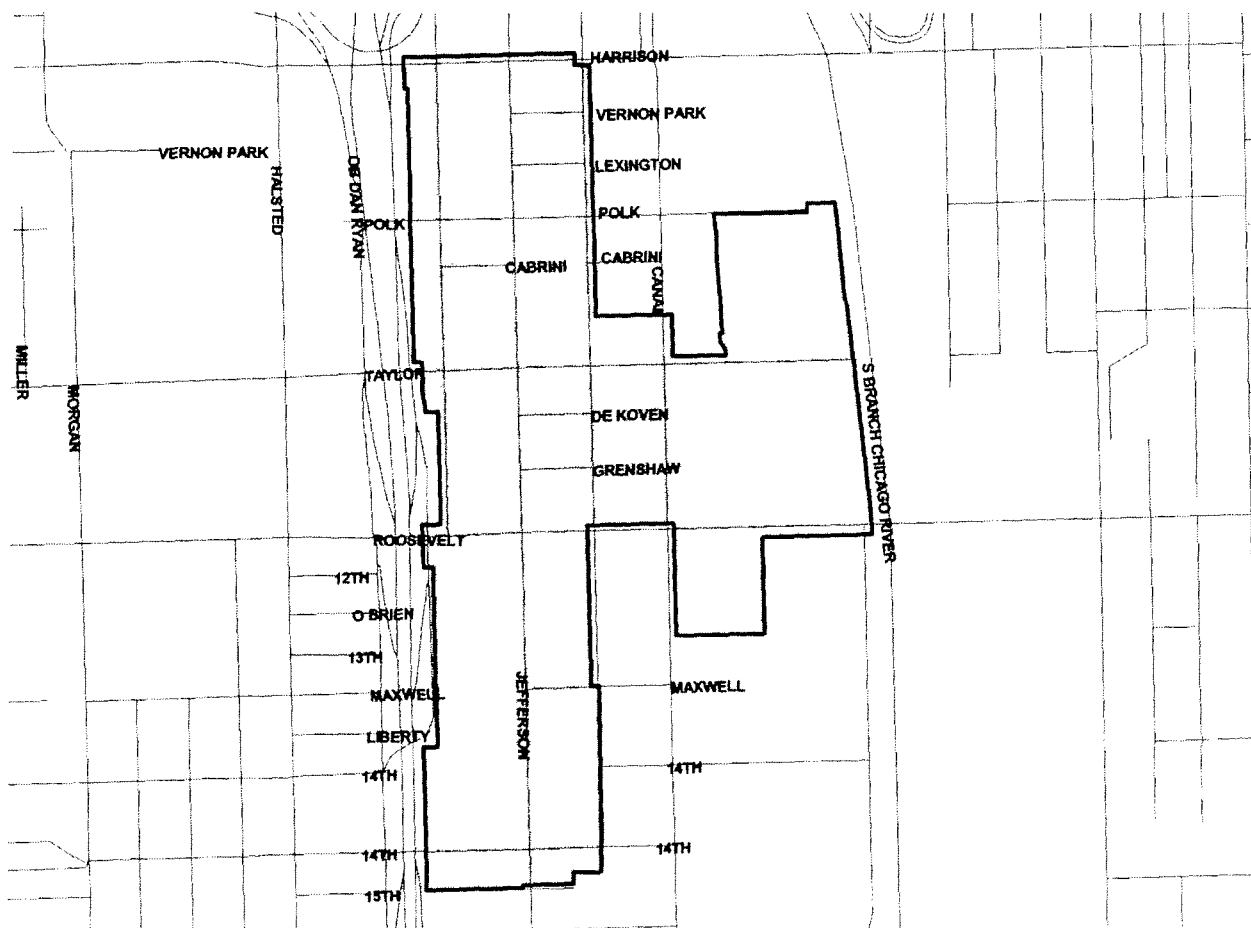 HARRISON
VERNON PARK
VERNON PARK
LEXINGTON
HALSTED
DB DAN RYAN
POLK
POLK
CABRINI
CABRINI
CANAL
MILLER
MORGAN
TAYLOR
S BRANCH CHICAGO RIVER
DE KOVEN
GRENSHAW
ROOSEVELT
12TH
O BRIEN
13TH
MAXWELL
JEFFERSON
MAXWELL
LIBERTY
14TH
14TH
14TH
14TH
15TH